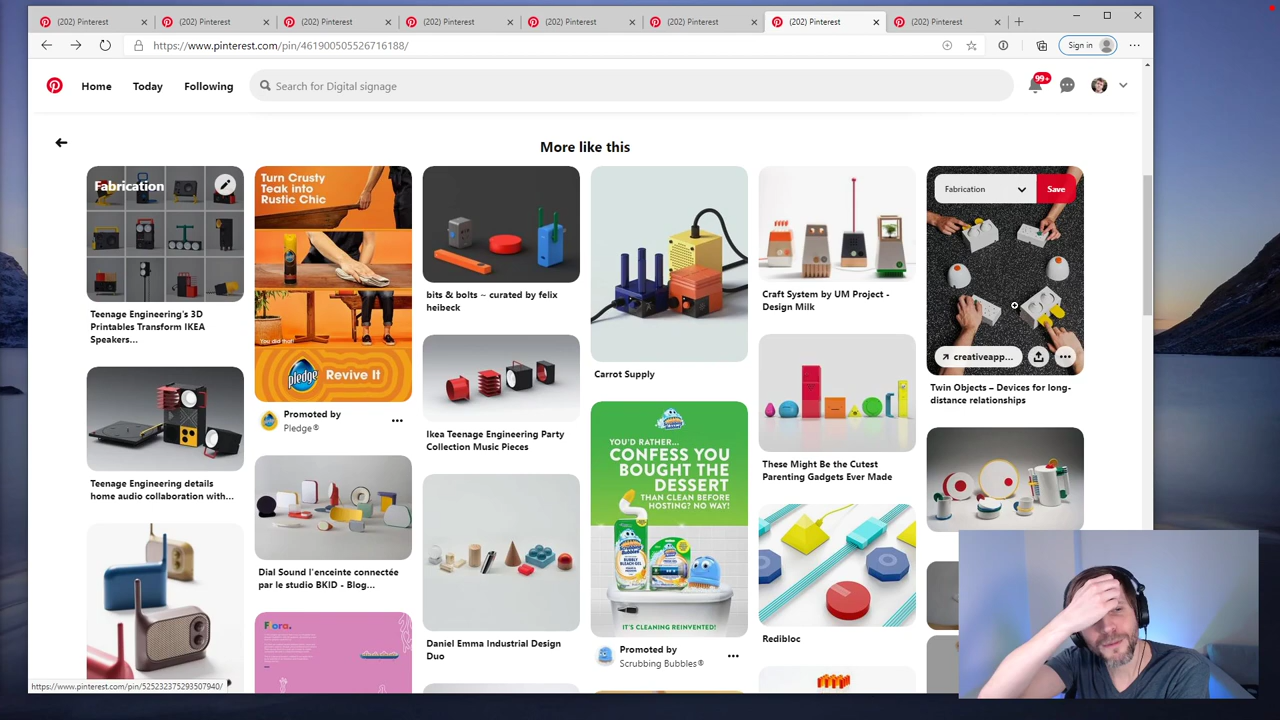 (202) Pinterest
(202) Pinterest
(202) Pinterest
(202) Pinterest
(202) Pinterest
(202) Pinterest
(202) Pinterest
(202) Pinterest
https://www.pinterest.com/pin/461900505526716188/
Sign in
Home
Today
Following
Search for Digital signage
99+
More like this
Fabrication
Teenage Engineering's 3D
Printables Transform IKEA
Speakers...
Teenage Engineering details
home audio collaboration with...
Turn Crusty
Teak into
Rustic Chic
You did that!
pledge
Revive It
Promoted by
Pledge®
Dial Sound l'enceinte connectée
par le studio BKID - Blog...
Flora.
bits & bolts – curated by felix
heibeck
Ikea Teenage Engineering Party
Collection Music Pieces
Daniel Emma Industrial Design
Duo
Carrot Supply
YOU'D RATHER...
CONFESS YOU
BOUGHT THE
DESSERT
THAN CLEAN BEFORE
HOSTING? NO WAY!
IT'S CLEANING REINVENTED!
Promoted by
Scrubbing Bubbles®
Craft System by UM Project -
Design Milk
These Might Be the Cutest
Parenting Gadgets Ever Made
Redibloc
Fabrication
Save
creativeapp...
Twin Objects – Devices for long-
distance relationships
https://www.pinterest.com/pin/525232375293507940/